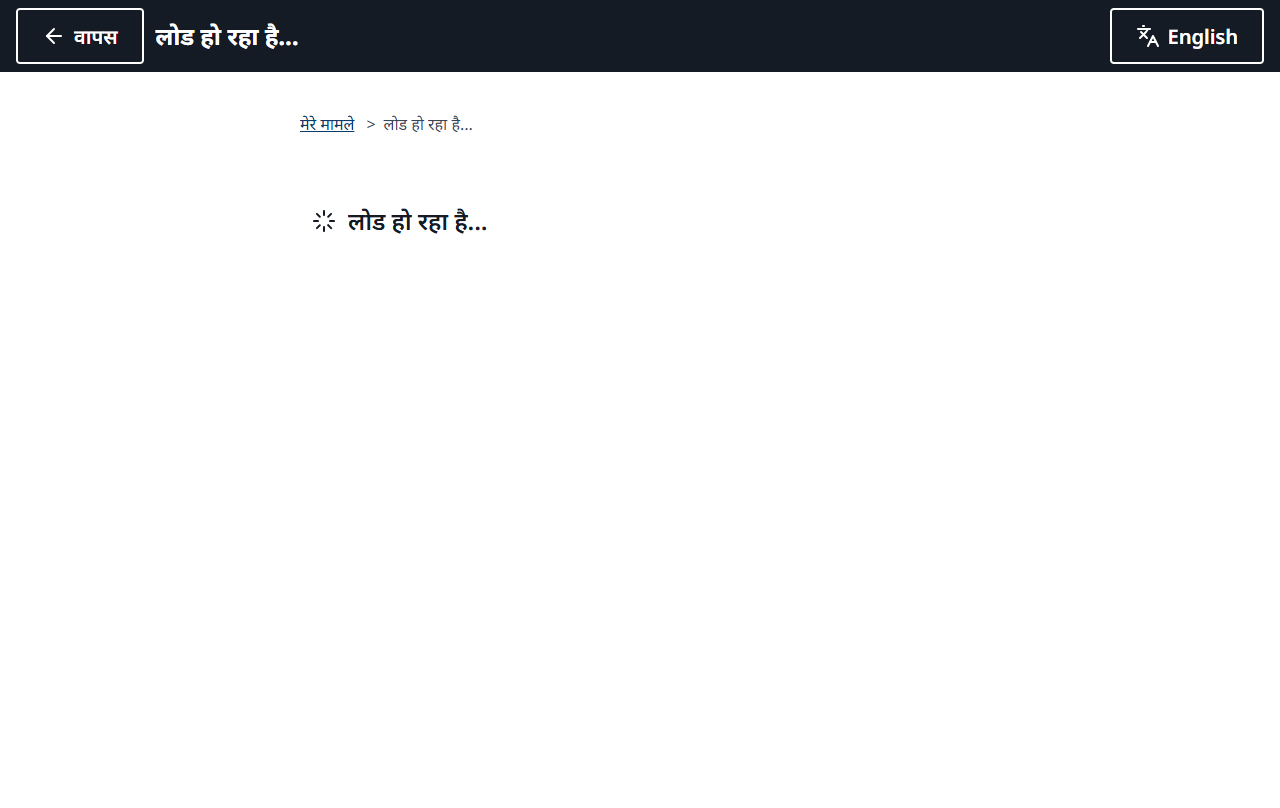 वापस
लोड हो रहा है...
English
मेरे मामले > लोड हो रहा है...
लोड हो रहा है...